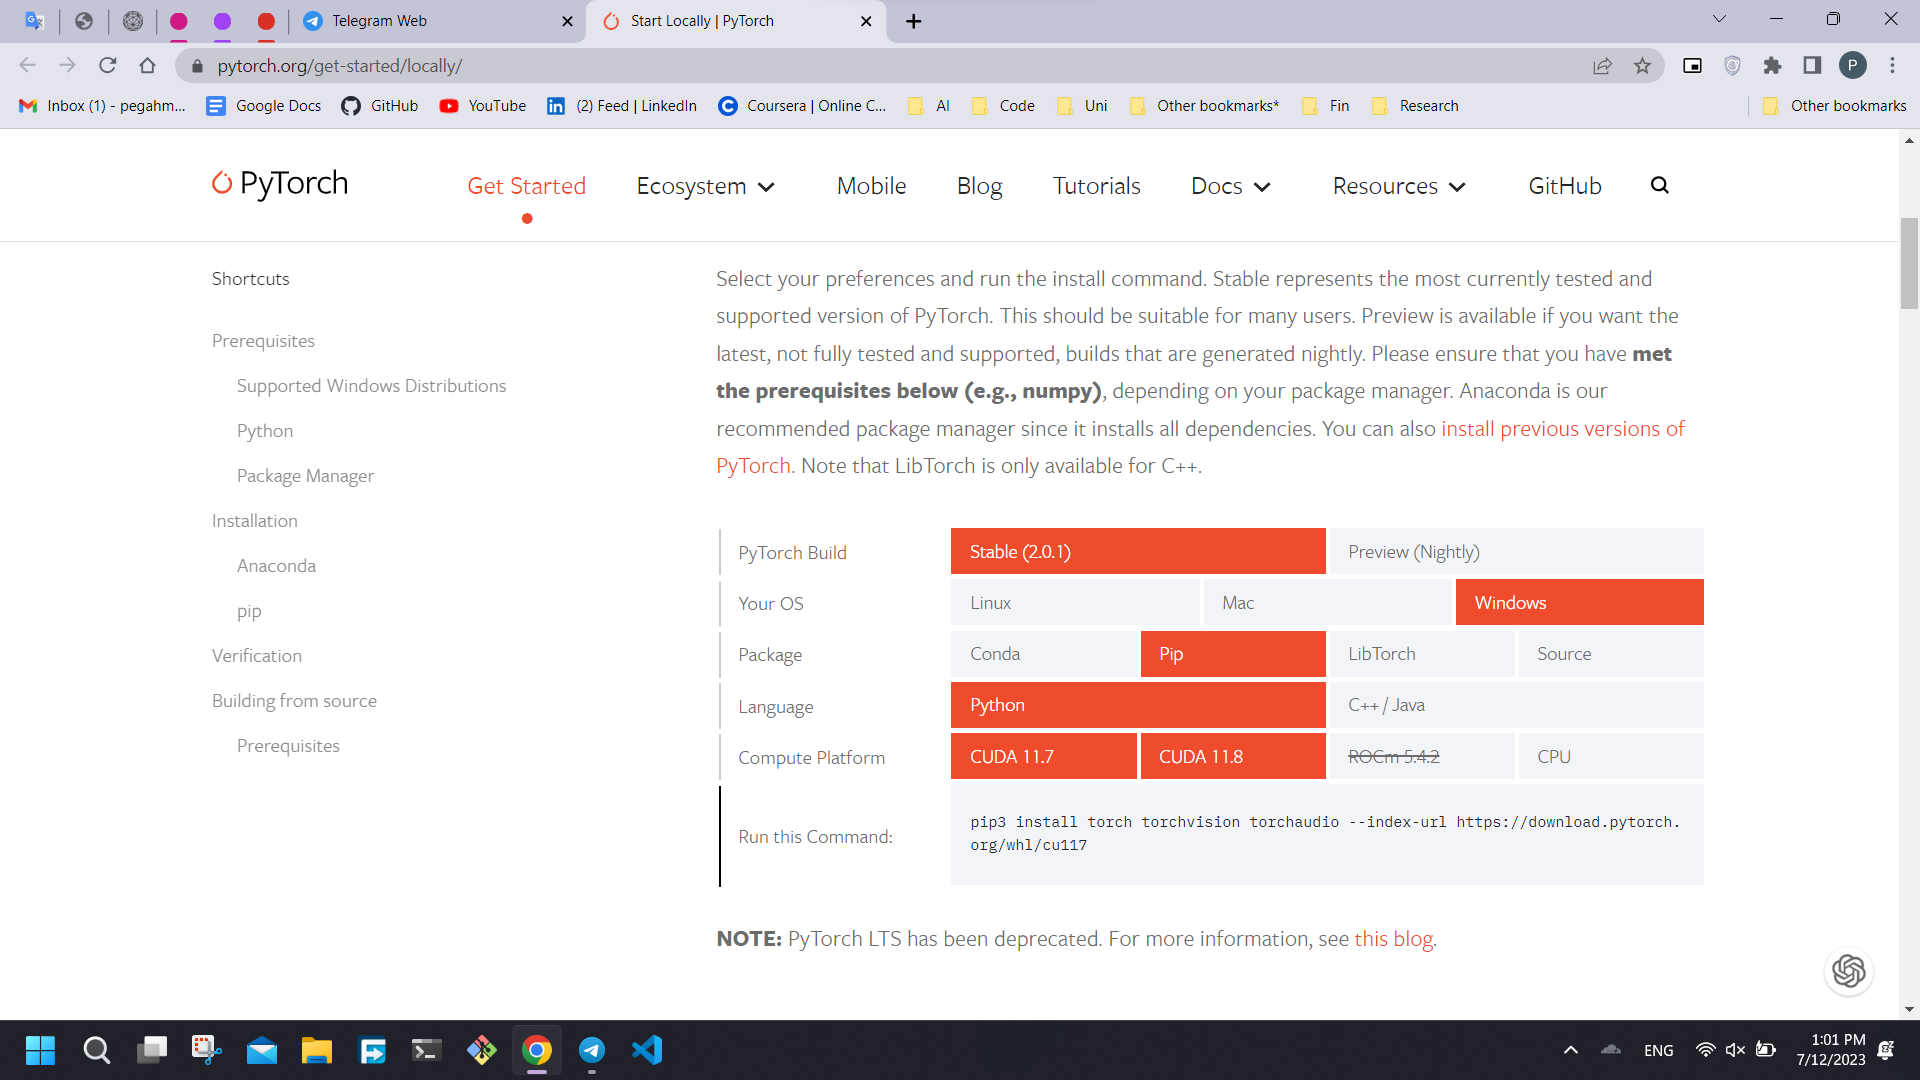 Telegram Web
Start Locally | PyTorch
pytorch.org/get-started/locally/
P
Inbox (1) - pegahm...
Google Docs
GitHub
YouTube
(2) Feed | LinkedIn
Coursera | Online C...
AI
Code
Uni
Other bookmarks*
Fin
Research
Other bookmarks
PyTorch
Get Started
Ecosystem
Mobile
Blog
Tutorials
Docs
Resources
GitHub
Shortcuts
Prerequisites
Supported Windows Distributions
Python
Package Manager
Installation
Anaconda
pip
Verification
Building from source
Prerequisites
Select your preferences and run the install command. Stable represents the most currently tested and
supported version of PyTorch. This should be suitable for many users. Preview is available if you want the
latest, not fully tested and supported, builds that are generated nightly. Please ensure that you have met
the prerequisites below (e.g., numpy), depending on your package manager. Anaconda is our
recommended package manager since it installs all dependencies. You can also install previous versions of
PyTorch. Note that LibTorch is only available for C++.
PyTorch Build
Stable (2.0.1)
Preview (Nightly)
Your OS
Linux
Mac
Windows
Package
Conda
Pip
LibTorch
Source
Language
Python
C++ / Java
Compute Platform
CUDA 11.7
CUDA 11.8
ROCm 5.4.2
CPU
Run this Command:
pip3 install torch torchvision torchaudio --index-url https://download.pytorch.
org/whl/cu117
NOTE: PyTorch LTS has been deprecated. For more information, see this blog.
ENG
1:01 PM
7/12/2023